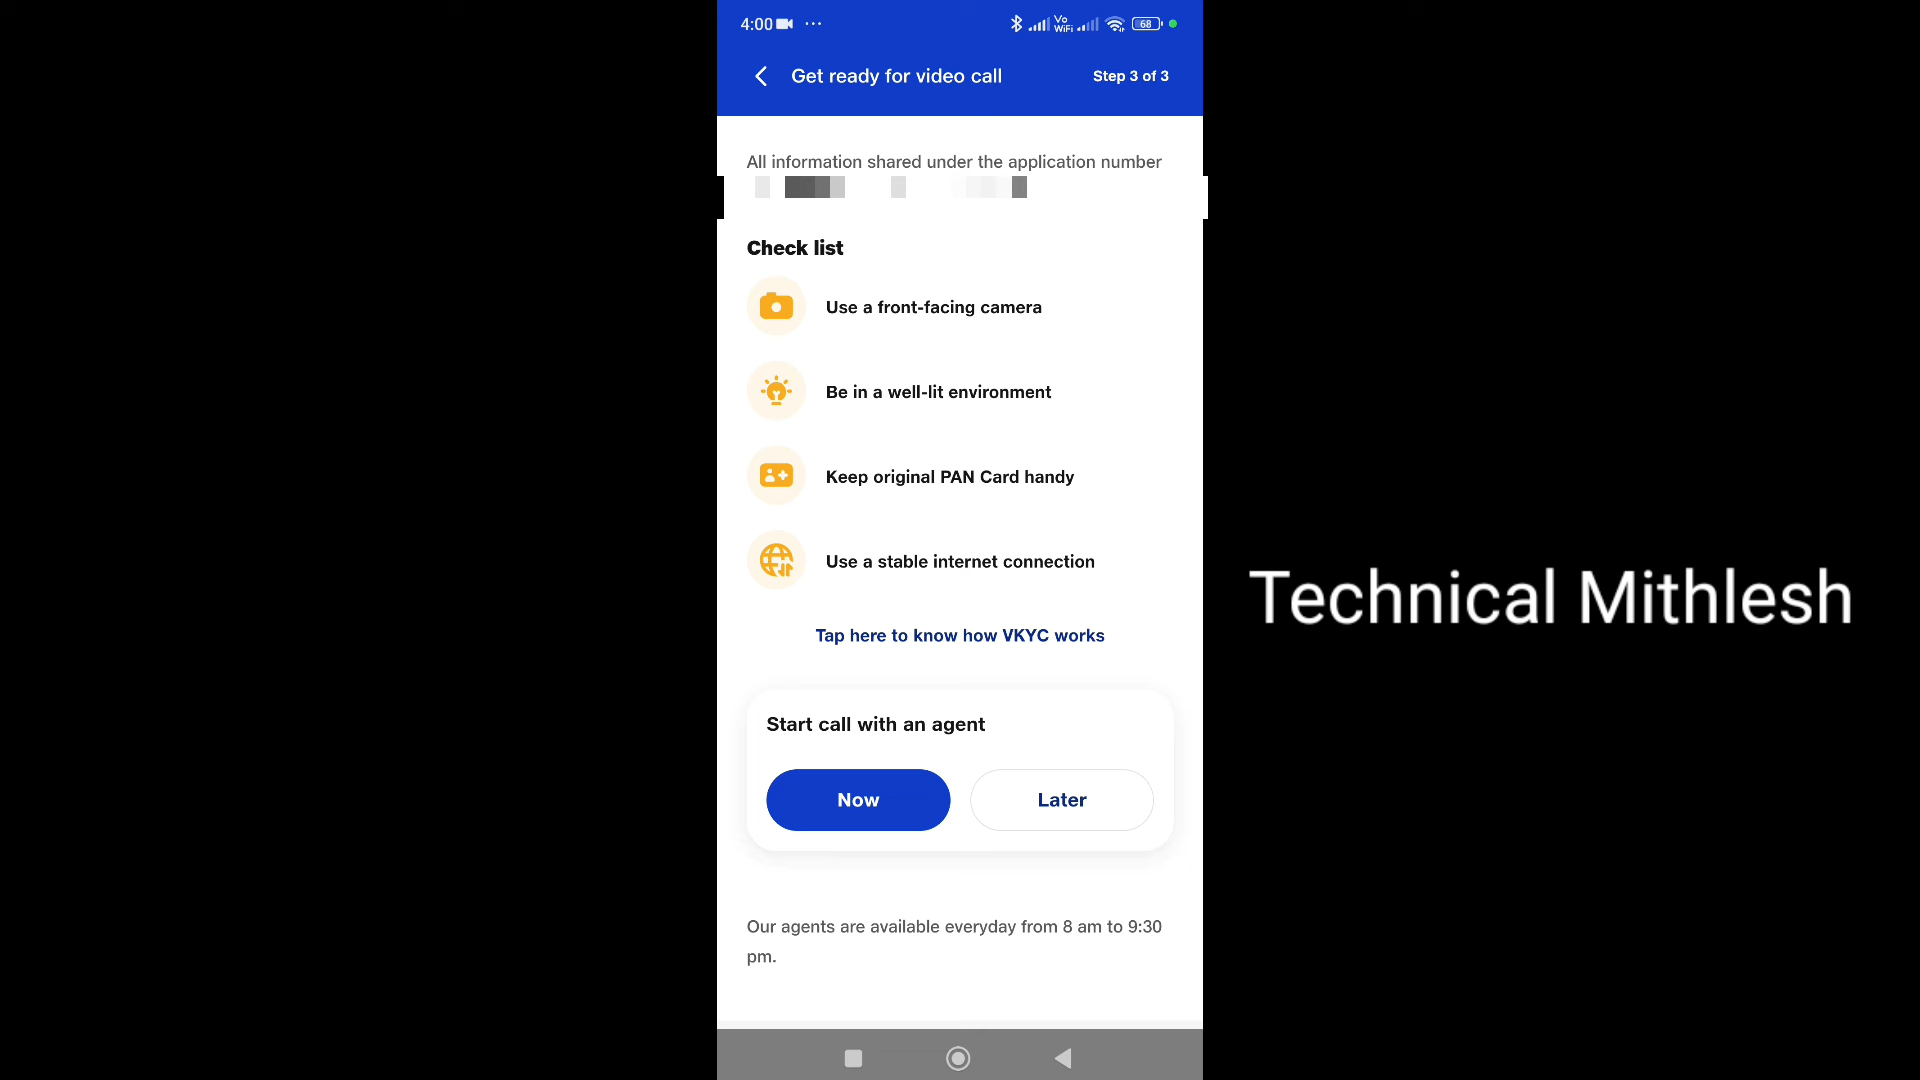 4:00
Vo
WiFi
68
Get ready for video call
Step 3 of 3
All information shared under the application number
Check list
Use a front-facing camera
Be in a well-lit environment
Keep original PAN Card handy
Use a stable internet connection
Technical Mithlesh
Tap here to know how VKYC works
Start call with an agent
Now
Later
Our agents are available everyday from 8 am to 9:30
pm.